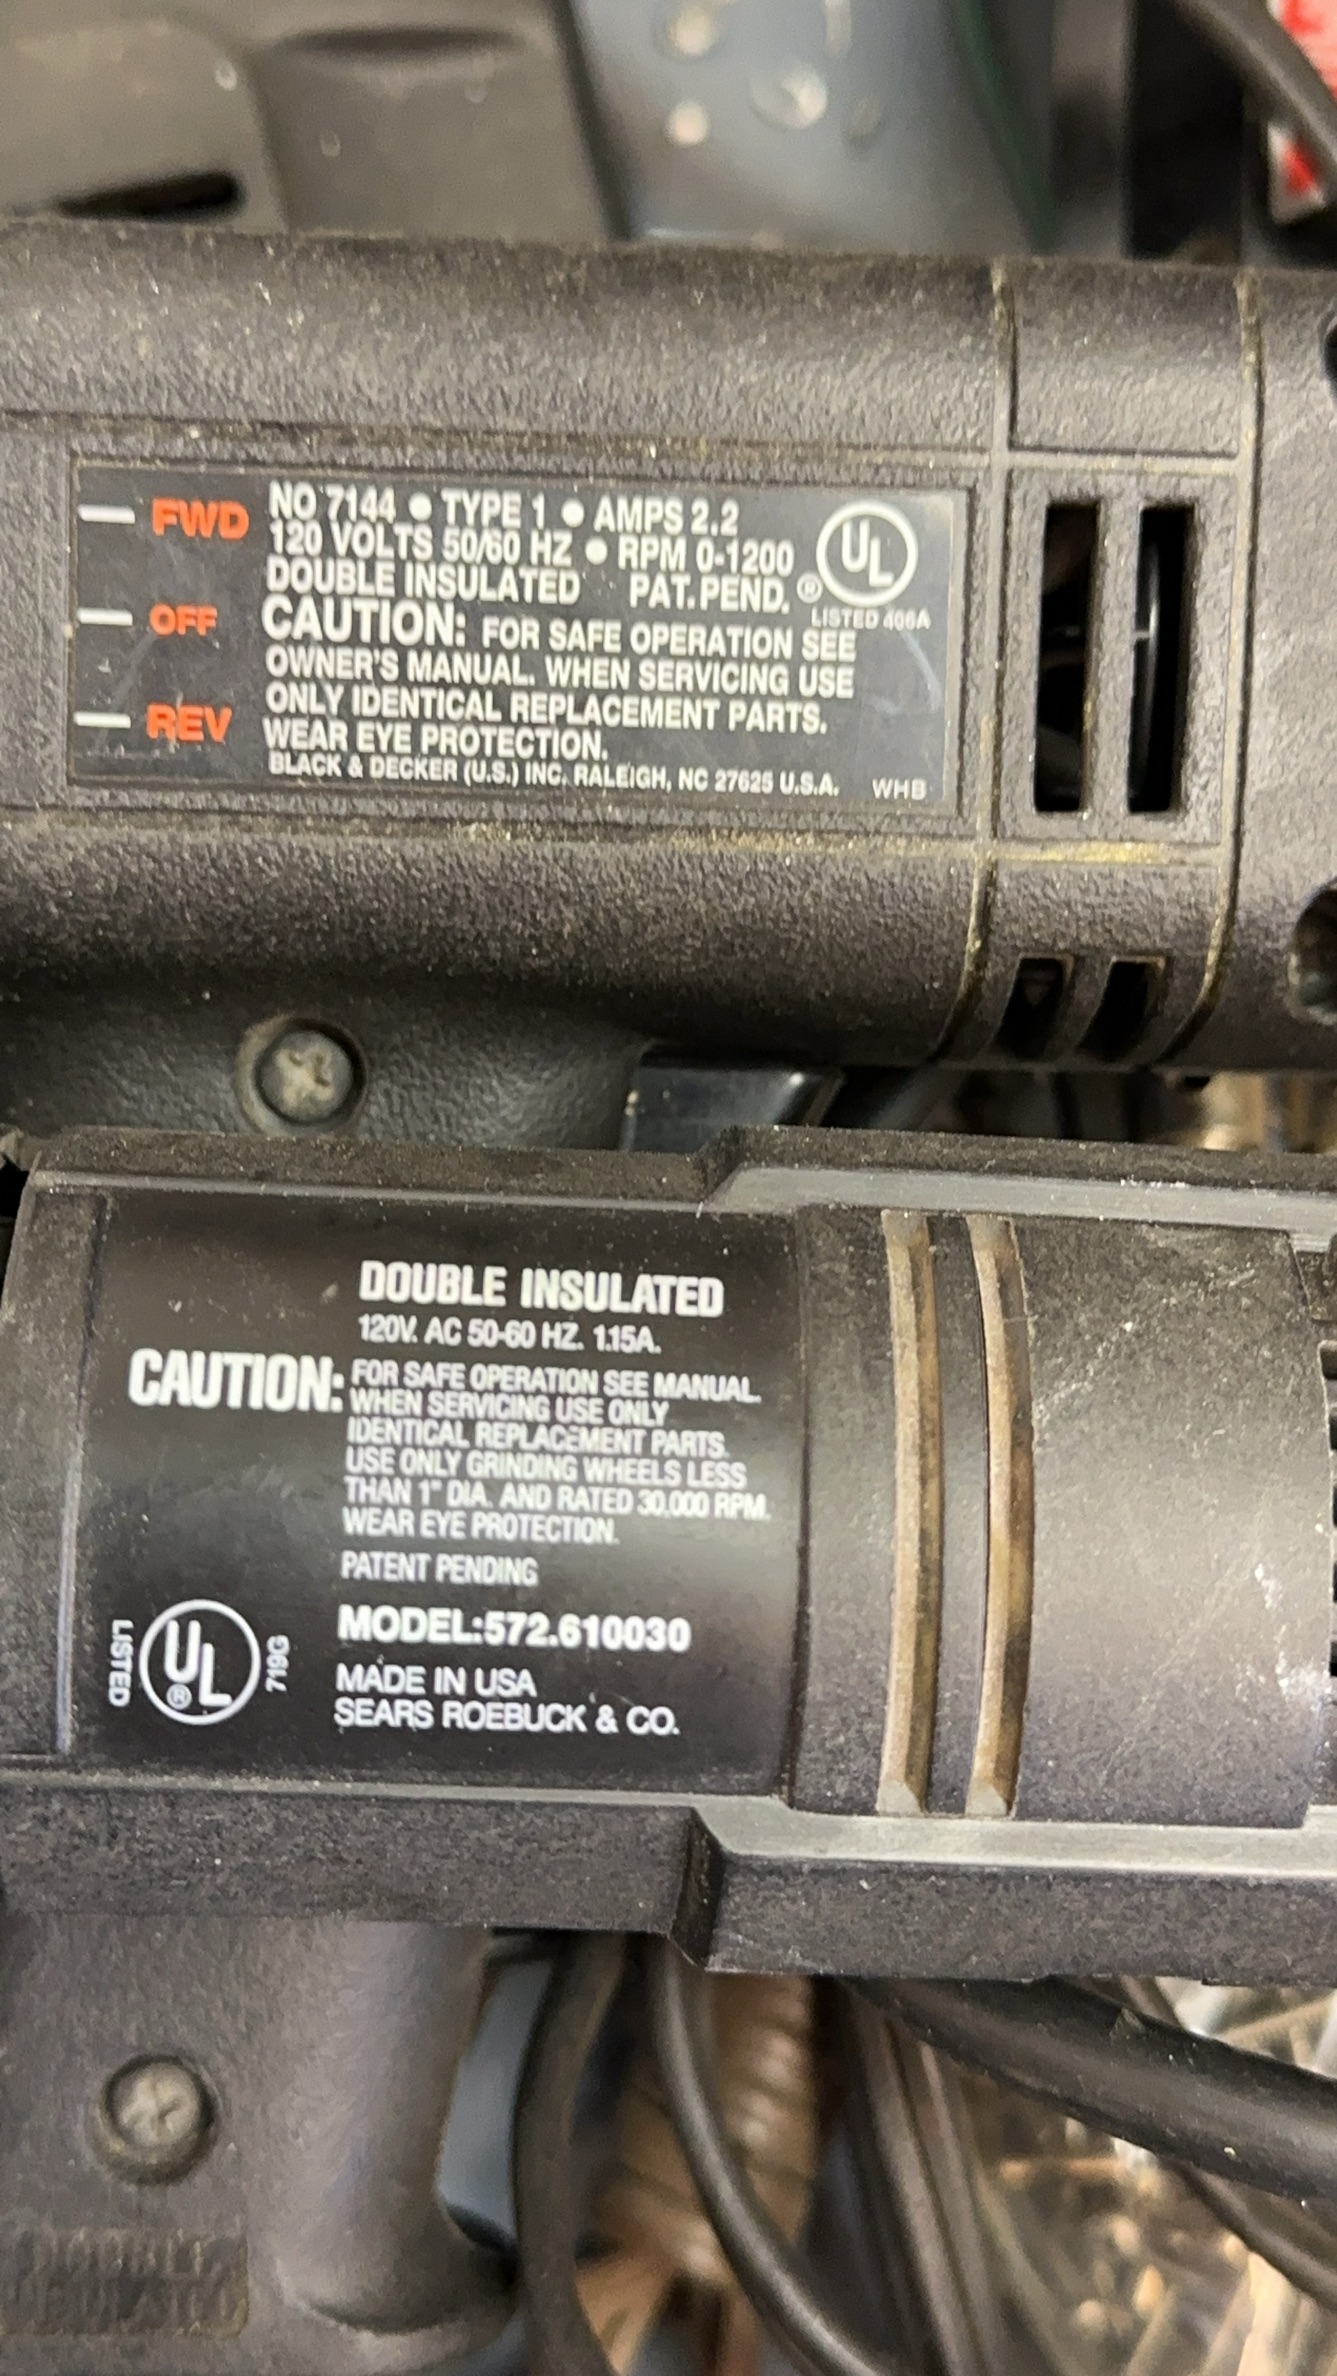 FWD
OFF
REV
NO 7144 ● TYPE 1 ● AMPS 2.2
120 VOLTS 50/60 HZ ● RPM 0-1200
DOUBLE INSULATED PAT. PEND.
CAUTION: FOR SAFE OPERATION SEE
OWNER'S MANUAL. WHEN SERVICING USE
ONLY IDENTICAL REPLACEMENT PARTS.
WEAR EYE PROTECTION.
BLACK & DECKER (U.S.) INC. RALEIGH, NC 27625 U.S.A. WHB
UL ®
LISTED 406A
DOUBLE INSULATED
120V. AC 50-60 HZ. 1.15A.
CAUTION: FOR SAFE OPERATION SEE MANUAL.
WHEN SERVICING USE ONLY
IDENTICAL REPLACEMENT PARTS.
USE ONLY GRINDING WHEELS LESS
THAN 1" DIA. AND RATED 30,000 RPM.
WEAR EYE PROTECTION.
PATENT PENDING
MODEL:572.610030
MADE IN USA
SEARS ROEBUCK & CO.
LISTED UL ® 719G
DOUBLE
INSULATED